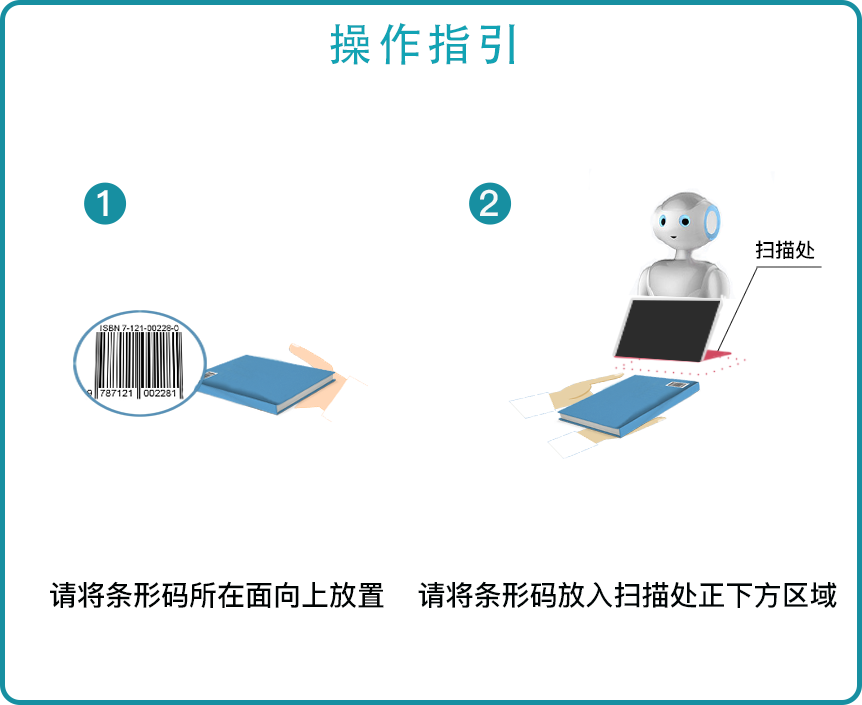 操作指引
1
ISBN 7-121-00228-0
9 787121 002281
请将条形码所在面向上放置
2
扫描处
请将条形码放入扫描处正下方区域